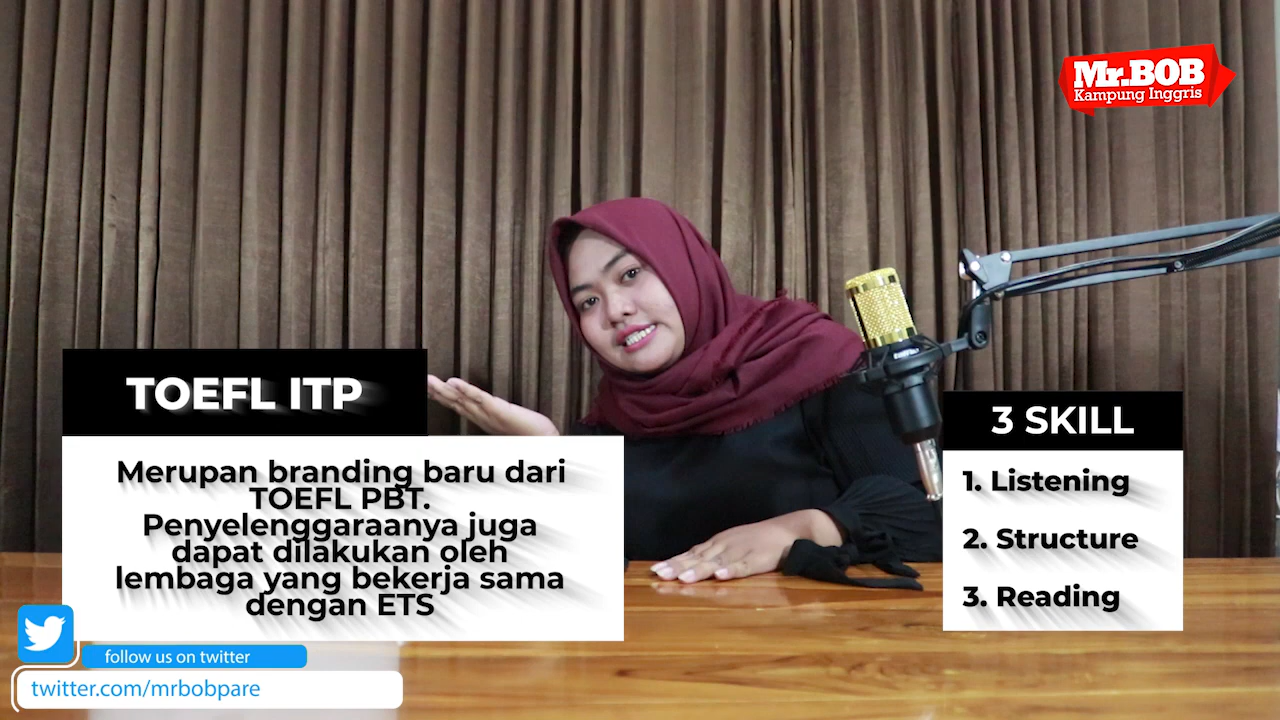 Mr.BOB
Kampung Inggris
TOEFL ITP
Merupan branding baru dari
TOEFL PBT.
Penyelenggaraanya juga
dapat dilakukan oleh
lembaga yang bekerja sama
dengan ETS
3 SKILL
1. Listening
2. Structure
3. Reading
follow us on twitter
twitter.com/mrbobpare